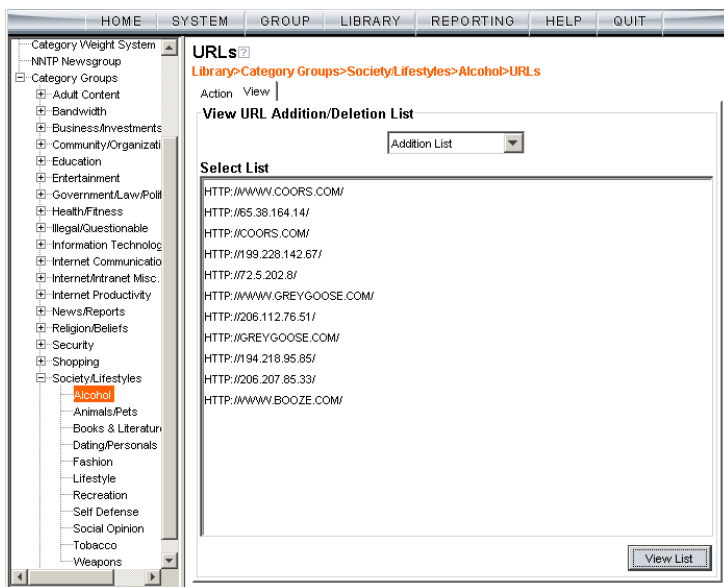 HOME SYSTEM GROUP LIBRARY REPORTING HELP QUIT
Category Weight System
NNTP Newsgroup
Category Groups
Adult Content
Bandwidth
Business/Investments
Community/Organizati
Education
Entertainment
Government/Law/Polit
Health/Fitness
Illegal/Questionable
Information Technolog
Internet Communicatio
Internet/Intranet Misc.
Internet Productivity
News/Reports
Religion/Beliefs
Security
Shopping
Society/Lifestyles
Alcohol
Animals/Pets
Books & Literatur
Dating/Personals
Fashion
Lifestyle
Recreation
Self Defense
Social Opinion
Tobacco
Weapons
URLs ?
Library>Category Groups>Society/Lifestyles>Alcohol>URLs
Action View
View URL Addition/Deletion List
Addition List
Select List
HTTP://WWW.COORS.COM/
HTTP://65.38.164.14/
HTTP://COORS.COM/
HTTP://199.228.142.67/
HTTP://72.5.202.8/
HTTP://WWW.GREYGOOSE.COM/
HTTP://206.112.76.51/
HTTP://GREYGOOSE.COM/
HTTP://194.218.95.85/
HTTP://206.207.85.33/
HTTP://WWW.BOOZE.COM/
View List